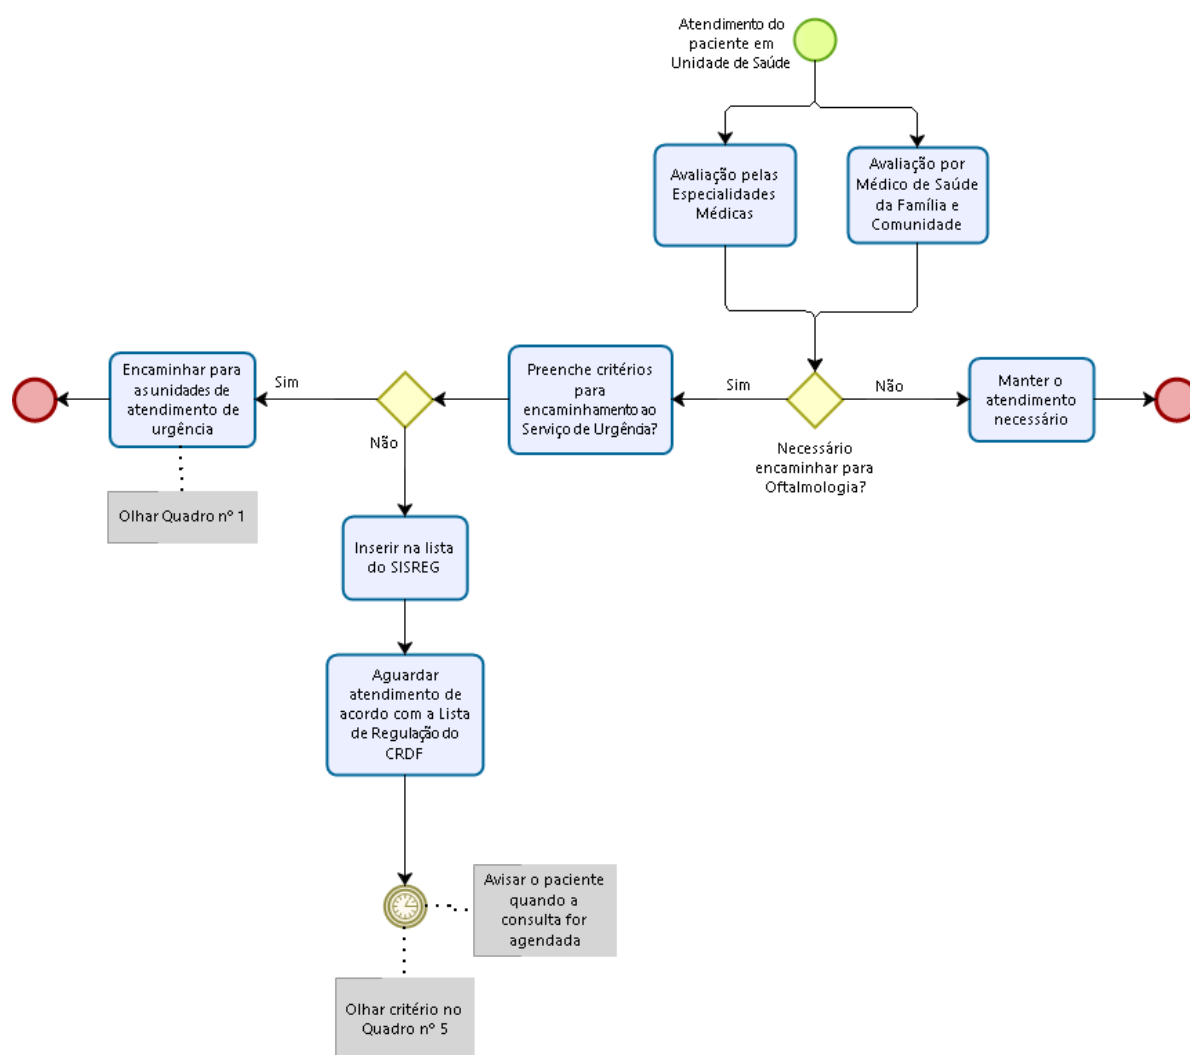 Atendimento do
paciente em
Unidade de Saúde
Avaliação pelas
Especialidades
Médicas
Avaliação por
Médico de Saúde
da Família e
Comunidade
Necessário
encaminhar para
Oftalmologia?
Não
Manter o
atendimento
necessário
Sim
Preenche critérios
para
encaminhamento ao
Serviço de Urgência?
Sim
Encaminhar para
as unidades de
atendimento de
urgência
Olhar Quadro nº 1
Não
Inserir na lista
do SISREG
Aguardar
atendimento de
acordo com a Lista
de Regulação do
CRDF
Avisar o paciente
quando a
consulta for
agendada
Olhar critério no
Quadro nº 5